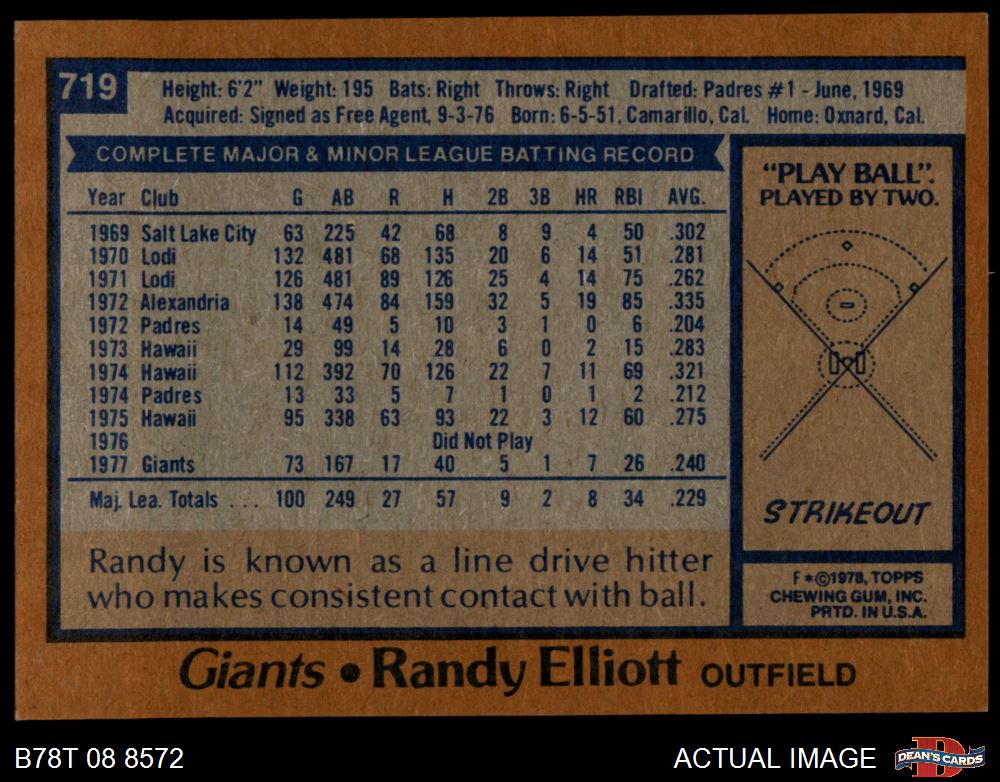 719
Height: 6'2" Weight: 195 Bats: Right Throws: Right Drafted: Padres #1 - June, 1969
Acquired: Signed as Free Agent, 9-3-76 Born: 6-5-51, Camarillo, Cal. Home: Oxnard, Cal.
COMPLETE MAJOR & MINOR LEAGUE BATTING RECORD
Year Club G AB R H 2B 3B HR RBI AVG.
1969 Salt Lake City 63 225 42 68 8 9 4 50 .302
1970 Lodi 132 481 68 135 20 6 14 51 .281
1971 Lodi 126 481 89 126 25 4 14 75 .262
1972 Alexandria 138 474 84 159 32 5 19 85 .335
1972 Padres 14 49 5 10 3 1 0 6 .204
1973 Hawaii 29 99 14 28 6 0 2 15 .283
1974 Hawaii 112 392 70 126 22 7 11 69 .321
1974 Padres 13 33 5 7 1 0 1 2 .212
1975 Hawaii 95 338 63 93 22 3 12 60 .275
1976 Did Not Play
1977 Giants 73 167 17 40 5 1 7 26 .240
Maj. Lea. Totals . . . 100 249 27 57 9 2 8 34 .229
Randy is known as a line drive hitter
who makes consistent contact with ball.
"PLAY BALL".
PLAYED BY TWO.
STRIKEOUT
F*©1978, TOPPS
CHEWING GUM, INC.
PRTD. IN U.S.A.
Giants • Randy Elliott OUTFIELD
B78T 08 8572
ACTUAL IMAGE
D
DEAN'S CARDS